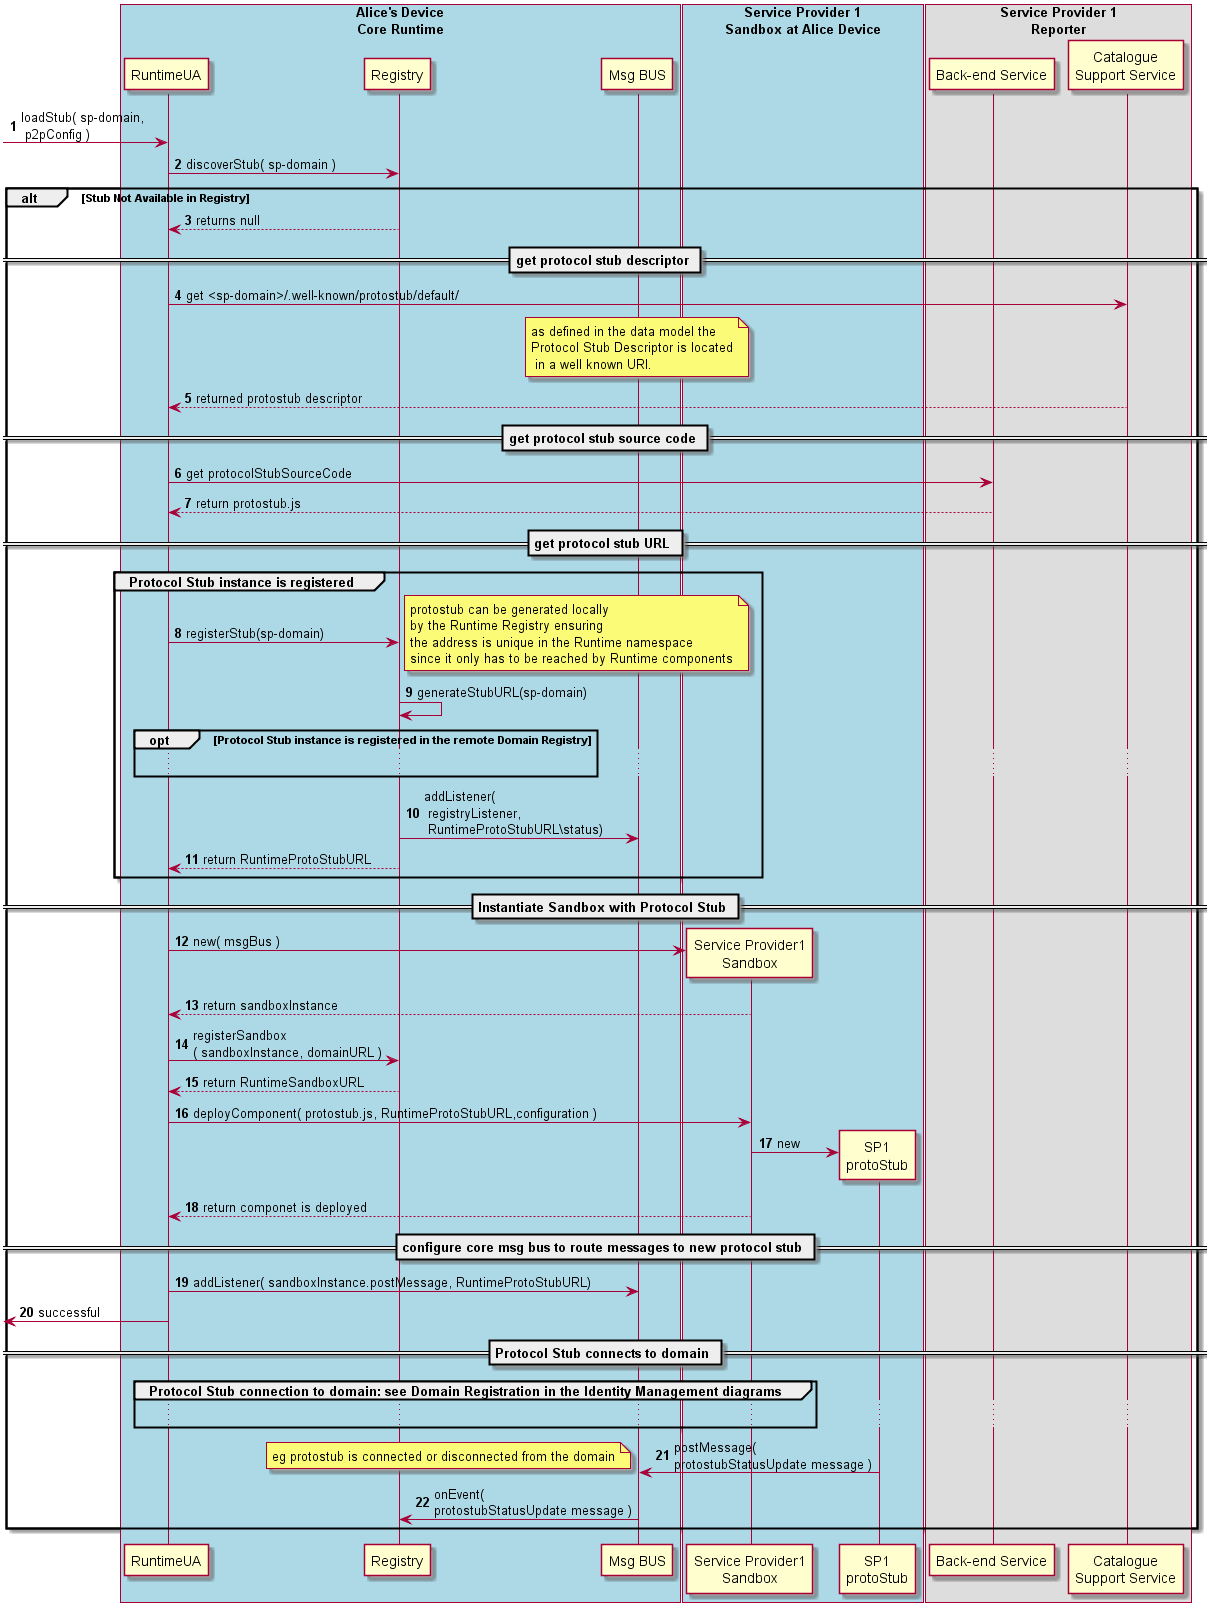 Alice's Device
Core Runtime
Service Provider 1
Sandbox at Alice Device
Service Provider 1
Reporter
RuntimeUA
Registry
Msg BUS
Back-end Service
Catalogue
Support Service
1 loadStub( sp-domain,
p2pConfig )
2 discoverStub( sp-domain )
alt [Stub Not Available in Registry]
3 returns null
get protocol stub descriptor
4 get <sp-domain>/.well-known/protostub/default/
as defined in the data model the
Protocol Stub Descriptor is located
in a well known URI.
5 returned protostub descriptor
get protocol stub source code
6 get protocolStubSourceCode
7 return protostub.js
get protocol stub URL
Protocol Stub instance is registered
protostub can be generated locally
by the Runtime Registry ensuring
the address is unique in the Runtime namespace
since it only has to be reached by Runtime components
8 registerStub(sp-domain)
9 generateStubURL(sp-domain)
opt [Protocol Stub instance is registered in the remote Domain Registry]
10 addListener(
registryListener,
RuntimeProtoStubURL\status)
11 return RuntimeProtoStubURL
Instantiate Sandbox with Protocol Stub
12 new( msgBus )
Service Provider1
Sandbox
13 return sandboxInstance
14 registerSandbox
( sandboxInstance, domainURL )
15 return RuntimeSandboxURL
16 deployComponent( protostub.js, RuntimeProtoStubURL,configuration )
17 new
SP1
protoStub
18 return componet is deployed
configure core msg bus to route messages to new protocol stub
19 addListener( sandboxInstance.postMessage, RuntimeProtoStubURL)
20 successful
Protocol Stub connects to domain
Protocol Stub connection to domain: see Domain Registration in the Identity Management diagrams
eg protostub is connected or disconnected from the domain
21 postMessage(
protostubStatusUpdate message )
22 onEvent(
protostubStatusUpdate message )
RuntimeUA
Registry
Msg BUS
Service Provider1
Sandbox
SP1
protoStub
Back-end Service
Catalogue
Support Service